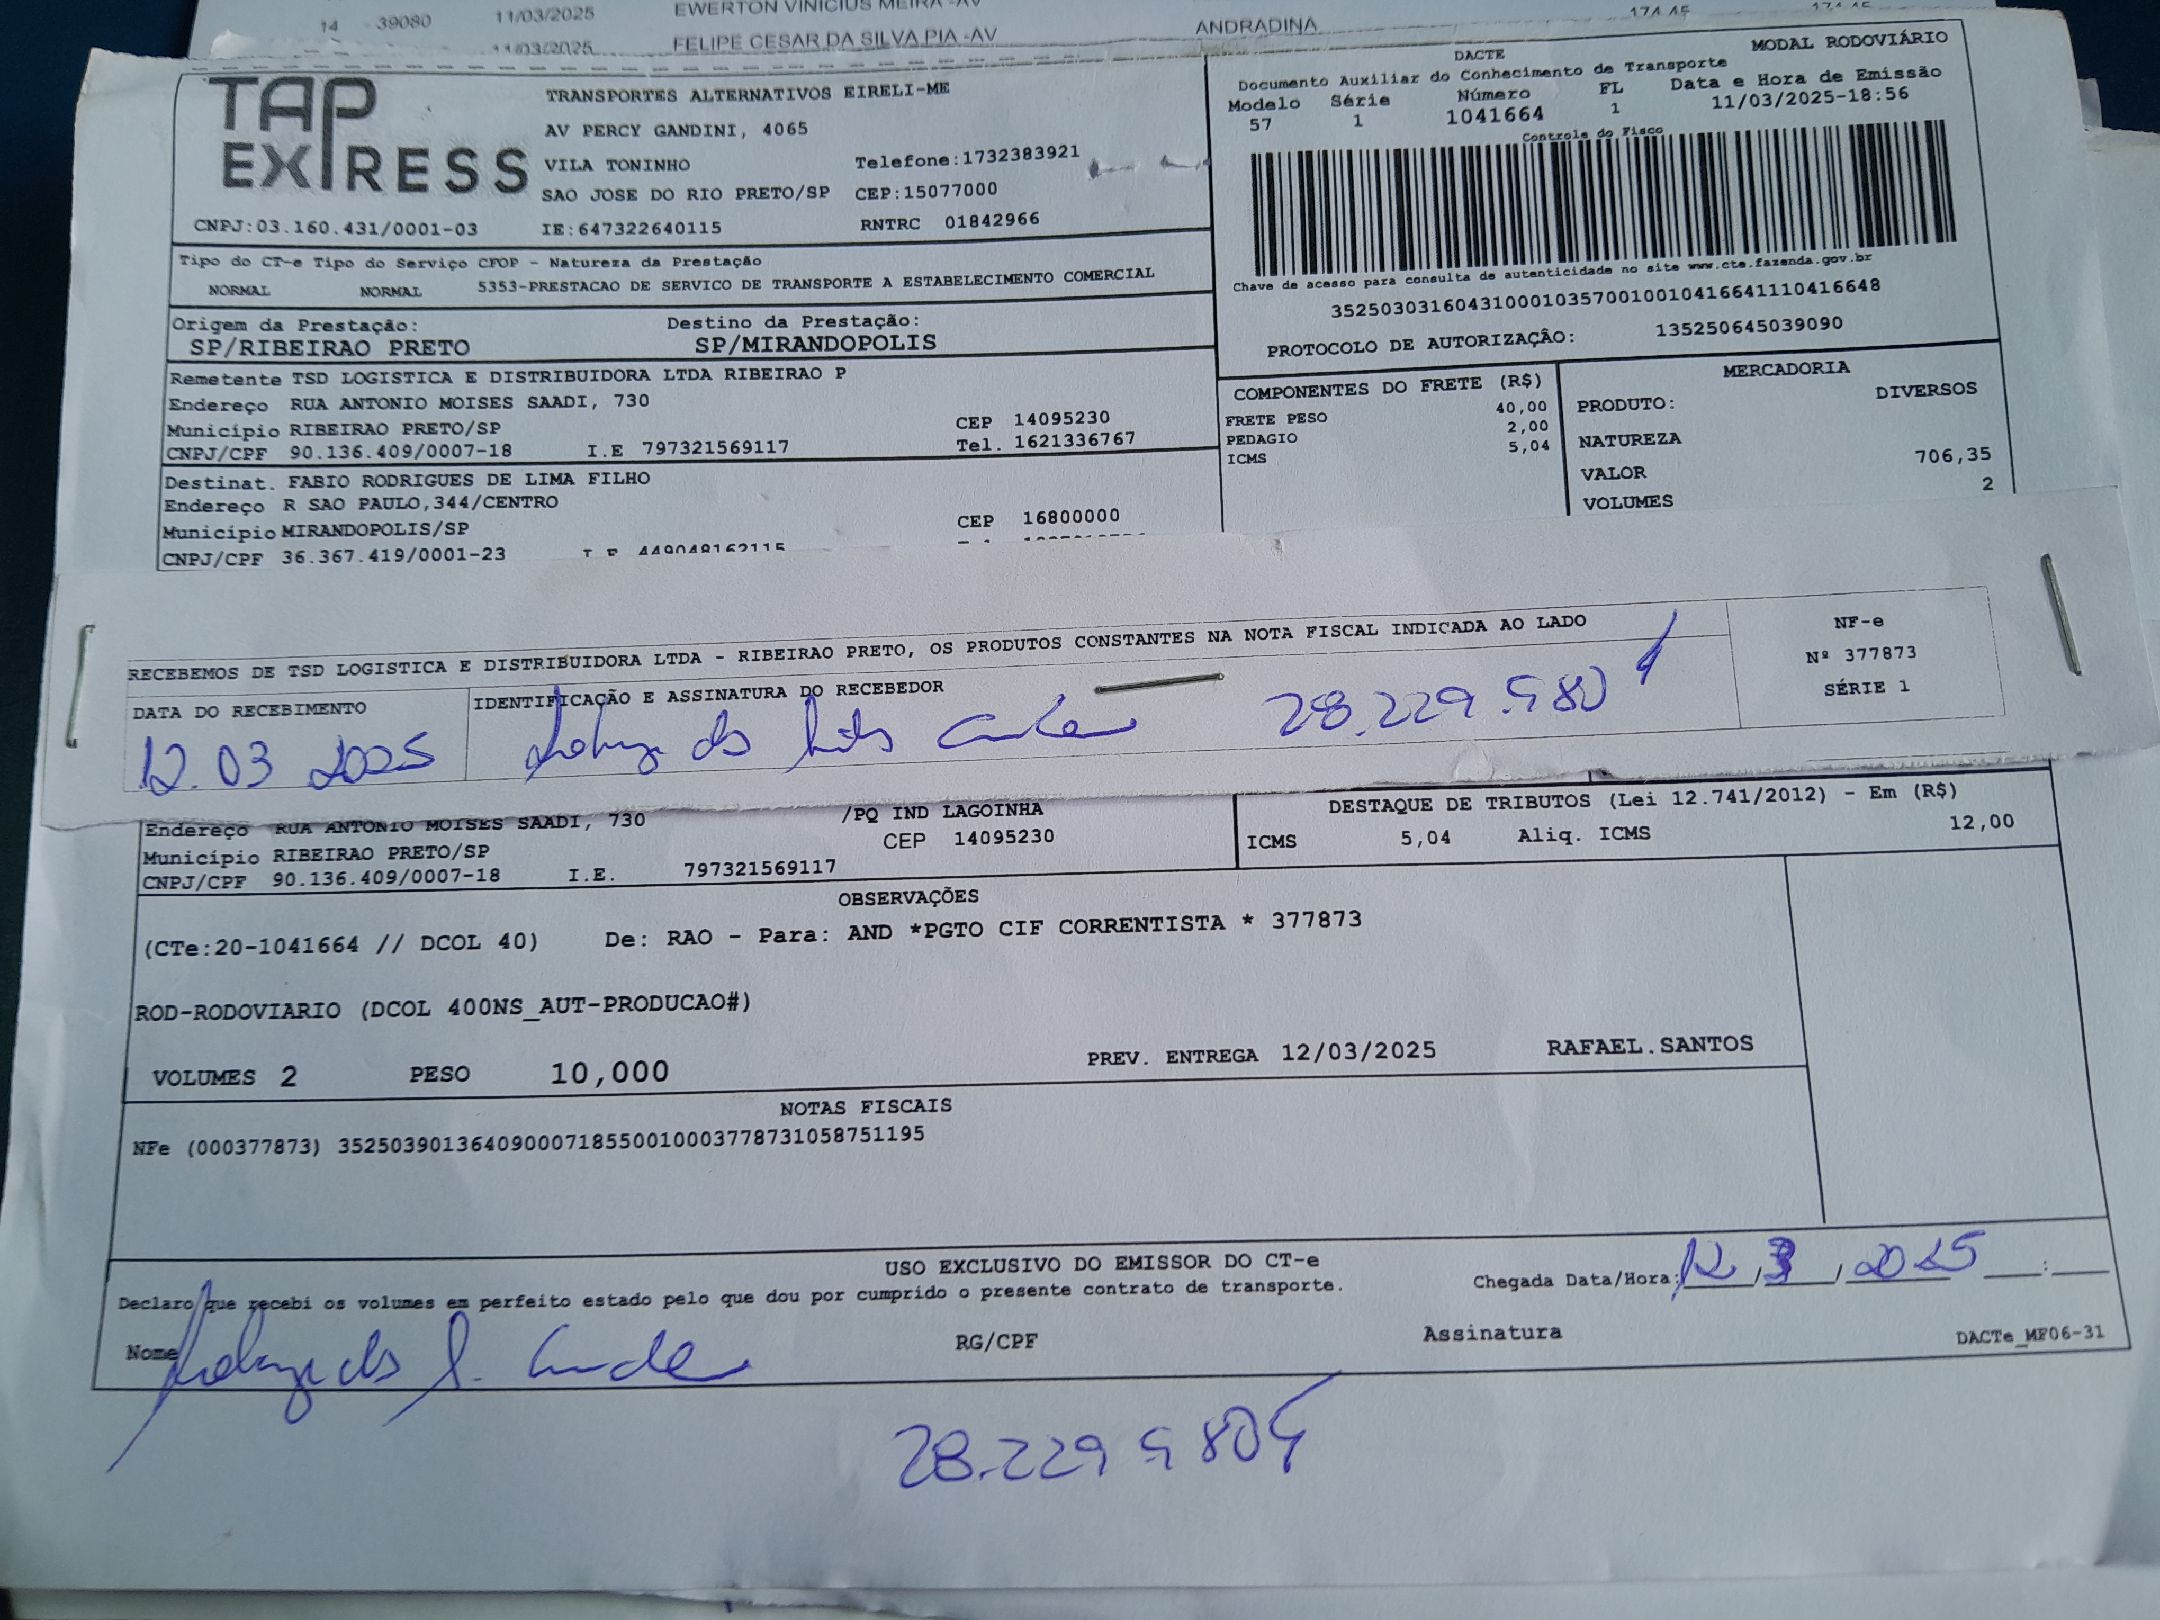 14 39080 11/03/2025 EWERTON VINICIUS MEIRA -AV
11/03/2025 FELIPE CESAR DA SILVA PIA -AV ANDRADINA
TAP EXPRESS
TRANSPORTES ALTERNATIVOS EIRELI-ME
AV PERCY GANDINI, 4065
VILA TONINHO Telefone:1732383921
SAO JOSE DO RIO PRETO/SP CEP:15077000
CNPJ:03.160.431/0001-03 IE:647322640115 RNTRC 01842966
DACTE MODAL RODOVIÁRIO
Documento Auxiliar do Conhecimento de Transporte
Modelo Série Número FL Data e Hora de Emissão
57 1 1041664 1 11/03/2025-18:56
Controle do Fisco
Chave de acesso para consulta de autenticidade no site www.cte.fazenda.gov.br
35250303160431000103570010010416641110416648
PROTOCOLO DE AUTORIZAÇÃO: 135250645039090
Tipo do CT-e Tipo do Serviço CFOP - Natureza da Prestação
NORMAL NORMAL 5353-PRESTACAO DE SERVICO DE TRANSPORTE A ESTABELECIMENTO COMERCIAL
Origem da Prestação: Destino da Prestação:
SP/RIBEIRAO PRETO SP/MIRANDOPOLIS
Remetente TSD LOGISTICA E DISTRIBUIDORA LTDA RIBEIRAO P
Endereço RUA ANTONIO MOISES SAADI, 730
Município RIBEIRAO PRETO/SP CEP 14095230
CNPJ/CPF 90.136.409/0007-18 I.E 797321569117 Tel. 1621336767
Destinat. FABIO RODRIGUES DE LIMA FILHO
Endereço R SAO PAULO,344/CENTRO
Município MIRANDOPOLIS/SP CEP 16800000
CNPJ/CPF 36.367.419/0001-23 I.E 449048162115
COMPONENTES DO FRETE (R$)
FRETE PESO 40,00
PEDAGIO 2,00
ICMS 5,04
MERCADORIA
PRODUTO: DIVERSOS
NATUREZA
VALOR 706,35
VOLUMES 2
RECEBEMOS DE TSD LOGISTICA E DISTRIBUIDORA LTDA - RIBEIRAO PRETO, OS PRODUTOS CONSTANTES NA NOTA FISCAL INDICADA AO LADO
DATA DO RECEBIMENTO IDENTIFICAÇÃO E ASSINATURA DO RECEBEDOR
12.03 2025
NF-e
Nº 377873
SÉRIE 1
/PQ IND LAGOINHA
Endereço RUA ANTONIO MOISES SAADI, 730
Município RIBEIRAO PRETO/SP CEP 14095230
CNPJ/CPF 90.136.409/0007-18 I.E. 797321569117
DESTAQUE DE TRIBUTOS (Lei 12.741/2012) - Em (R$)
ICMS 5,04 Aliq. ICMS 12,00
OBSERVAÇÕES
(CTe:20-1041664 // DCOL 40) De: RAO - Para: AND *PGTO CIF CORRENTISTA * 377873
ROD-RODOVIARIO (DCOL 400NS_AUT-PRODUCAO#)
VOLUMES 2 PESO 10,000 PREV. ENTREGA 12/03/2025 RAFAEL.SANTOS
NOTAS FISCAIS
NFe (000377873) 35250390136409000718550010003778731058751195
USO EXCLUSIVO DO EMISSOR DO CT-e
Declaro que recebi os volumes em perfeito estado pelo que dou por cumprido o presente contrato de transporte.
Chegada Data/Hora: 12/3/2025 :
Nome RG/CPF Assinatura DACTe_MF06-31